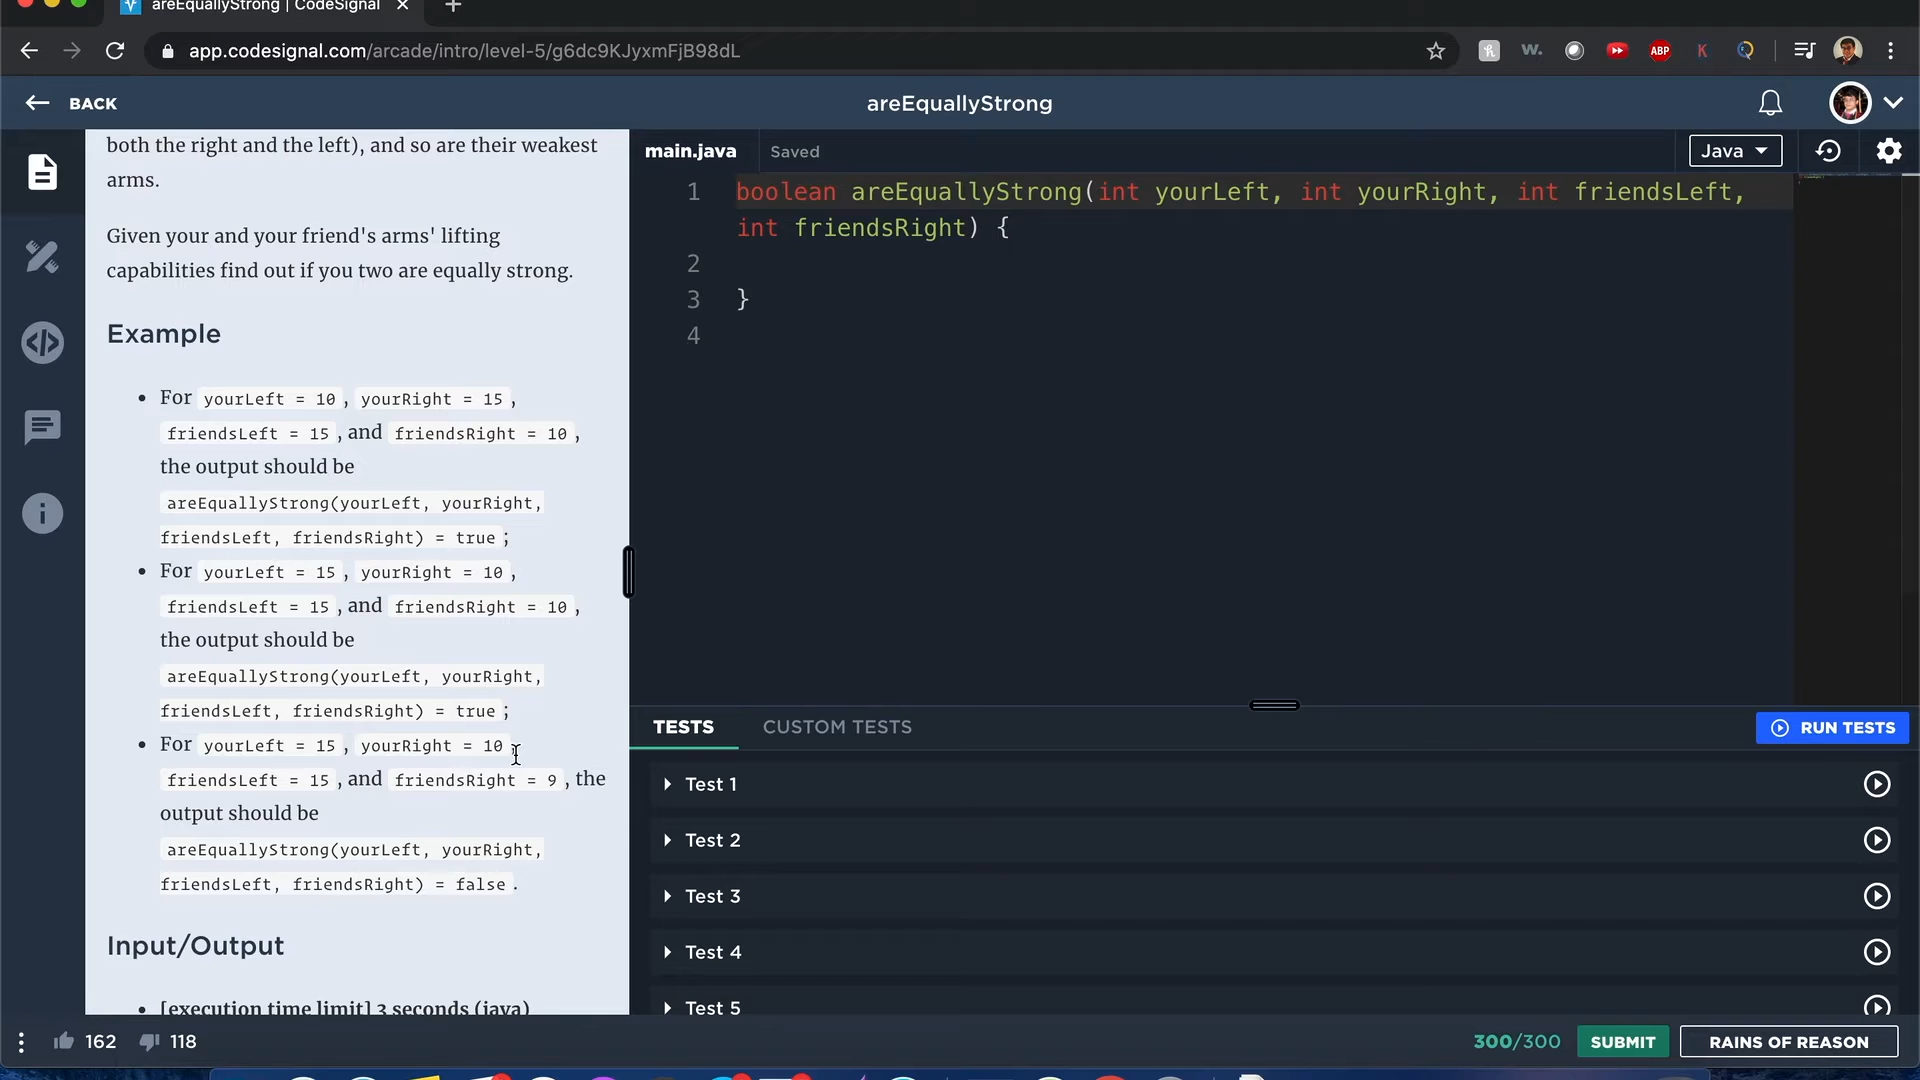 areEquallyStrong | CodeSignal
app.codesignal.com/arcade/intro/level-5/g6dc9KJyxmFjB98dL
W.
ABP
K
BACK
areEquallyStrong
both the right and the left), and so are their weakest
arms.
Given your and your friend's arms' lifting
capabilities find out if you two are equally strong.
Example
• For yourLeft = 10, yourRight = 15,
friendsLeft = 15, and friendsRight = 10,
the output should be
areEquallyStrong(yourLeft, yourRight,
friendsLeft, friendsRight) = true;
• For yourLeft = 15, yourRight = 10,
friendsLeft = 15, and friendsRight = 10,
the output should be
areEquallyStrong(yourLeft, yourRight,
friendsLeft, friendsRight) = true;
• For yourLeft = 15, yourRight = 10,
friendsLeft = 15, and friendsRight = 9, the
output should be
areEquallyStrong(yourLeft, yourRight,
friendsLeft, friendsRight) = false.
Input/Output
• [execution time limit] 3 seconds (java)
main.java Saved Java
1 boolean areEquallyStrong(int yourLeft, int yourRight, int friendsLeft,
int friendsRight) {
2
3 }
4
TESTS CUSTOM TESTS RUN TESTS
Test 1
Test 2
Test 3
Test 4
Test 5
162 118
300/300 SUBMIT RAINS OF REASON